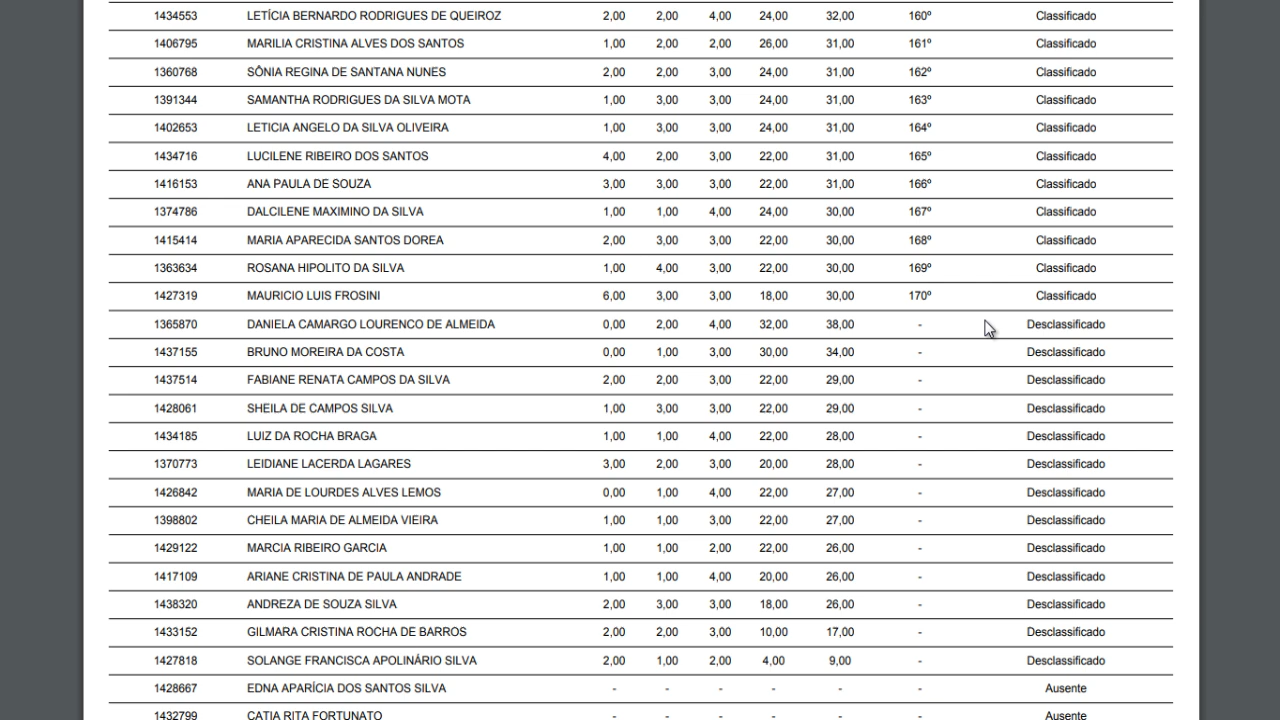 1434553 LETÍCIA BERNARDO RODRIGUES DE QUEIROZ 2,00 2,00 4,00 24,00 32,00 160º Classificado
1406795 MARILIA CRISTINA ALVES DOS SANTOS 1,00 2,00 2,00 26,00 31,00 161º Classificado
1360768 SÔNIA REGINA DE SANTANA NUNES 2,00 2,00 3,00 24,00 31,00 162º Classificado
1391344 SAMANTHA RODRIGUES DA SILVA MOTA 1,00 3,00 3,00 24,00 31,00 163º Classificado
1402653 LETICIA ANGELO DA SILVA OLIVEIRA 1,00 3,00 3,00 24,00 31,00 164º Classificado
1434716 LUCILENE RIBEIRO DOS SANTOS 4,00 2,00 3,00 22,00 31,00 165º Classificado
1416153 ANA PAULA DE SOUZA 3,00 3,00 3,00 22,00 31,00 166º Classificado
1374786 DALCILENE MAXIMINO DA SILVA 1,00 1,00 4,00 24,00 30,00 167º Classificado
1415414 MARIA APARECIDA SANTOS DOREA 2,00 3,00 3,00 22,00 30,00 168º Classificado
1363634 ROSANA HIPOLITO DA SILVA 1,00 4,00 3,00 22,00 30,00 169º Classificado
1427319 MAURICIO LUIS FROSINI 6,00 3,00 3,00 18,00 30,00 170º Classificado
1365870 DANIELA CAMARGO LOURENCO DE ALMEIDA 0,00 2,00 4,00 32,00 38,00 - Desclassificado
1437155 BRUNO MOREIRA DA COSTA 0,00 1,00 3,00 30,00 34,00 - Desclassificado
1437514 FABIANE RENATA CAMPOS DA SILVA 2,00 2,00 3,00 22,00 29,00 - Desclassificado
1428061 SHEILA DE CAMPOS SILVA 1,00 3,00 3,00 22,00 29,00 - Desclassificado
1434185 LUIZ DA ROCHA BRAGA 1,00 1,00 4,00 22,00 28,00 - Desclassificado
1370773 LEIDIANE LACERDA LAGARES 3,00 2,00 3,00 20,00 28,00 - Desclassificado
1426842 MARIA DE LOURDES ALVES LEMOS 0,00 1,00 4,00 22,00 27,00 - Desclassificado
1398802 CHEILA MARIA DE ALMEIDA VIEIRA 1,00 1,00 3,00 22,00 27,00 - Desclassificado
1429122 MARCIA RIBEIRO GARCIA 1,00 1,00 2,00 22,00 26,00 - Desclassificado
1417109 ARIANE CRISTINA DE PAULA ANDRADE 1,00 1,00 4,00 20,00 26,00 - Desclassificado
1438320 ANDREZA DE SOUZA SILVA 2,00 3,00 3,00 18,00 26,00 - Desclassificado
1433152 GILMARA CRISTINA ROCHA DE BARROS 2,00 2,00 3,00 10,00 17,00 - Desclassificado
1427818 SOLANGE FRANCISCA APOLINÁRIO SILVA 2,00 1,00 2,00 4,00 9,00 - Desclassificado
1428667 EDNA APARÍCIA DOS SANTOS SILVA - - - - - - Ausente
1432799 CATIA RITA FORTUNATO - - - - - - Ausente